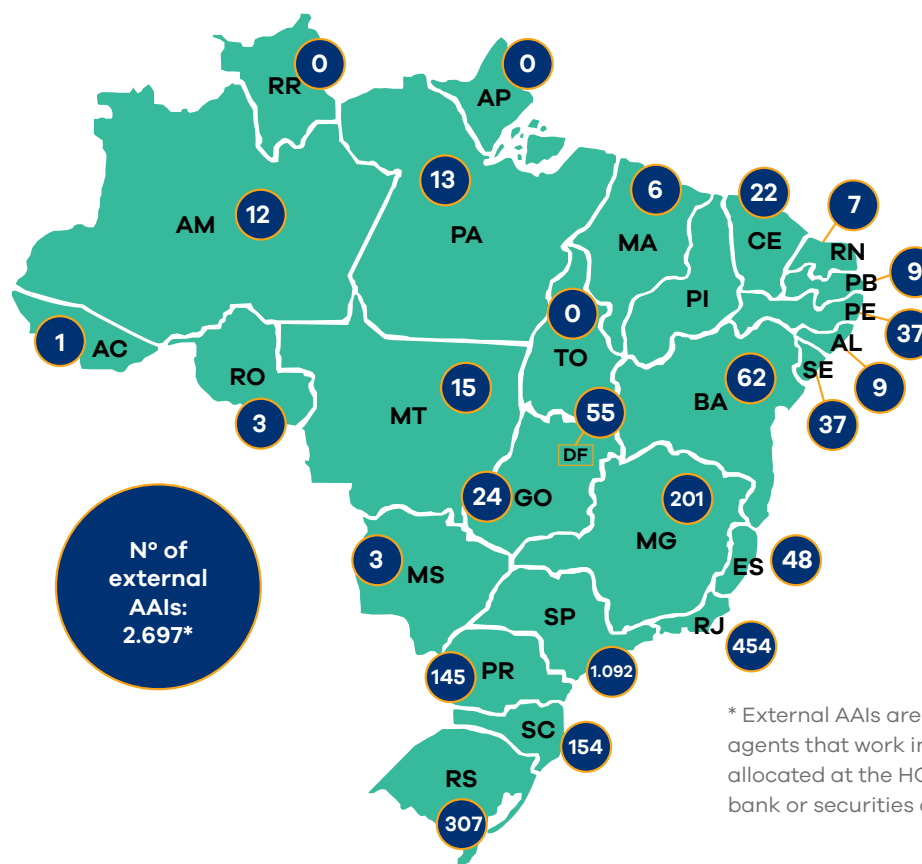 0
0
RR
AP
13
6
22
7
AM
12
PA
MA
CE
RN
9
PB
PI
0
PE
1
37
AC
TO
AL
RO
SE
15
62
9
MT
BA
3
55
37
DF
24
GO
201
Nº of
external
AAIs:
2.697*
MG
3
MS
ES
48
SP
RJ
454
145
PR
1.092
SC
154
RS
307
* External AAIs are
agents that work in
allocated at the HO
bank or securities